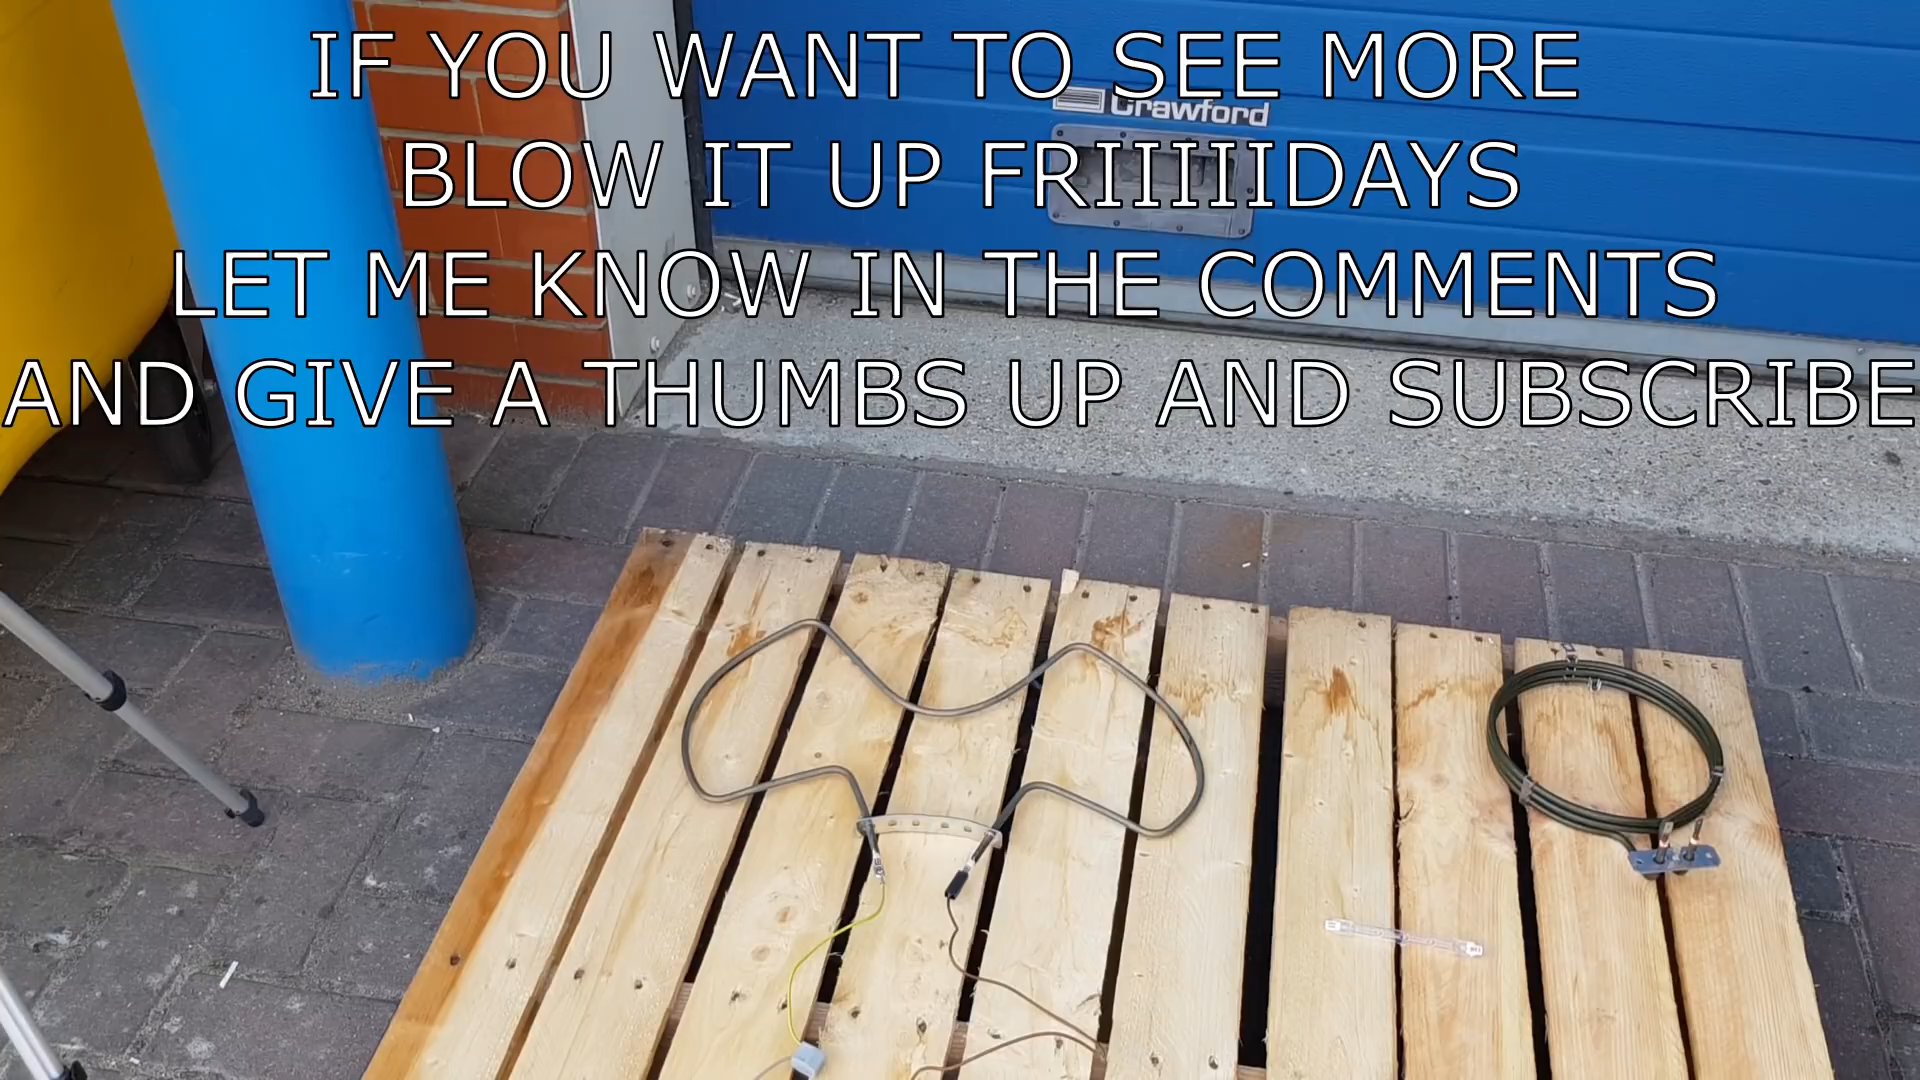 IF YOU WANT TO SEE MORE
Crawford
BLOW IT UP FRIIIIIIDAYS
LET ME KNOW IN THE COMMENTS
AND GIVE A THUMBS UP AND SUBSCRIBE